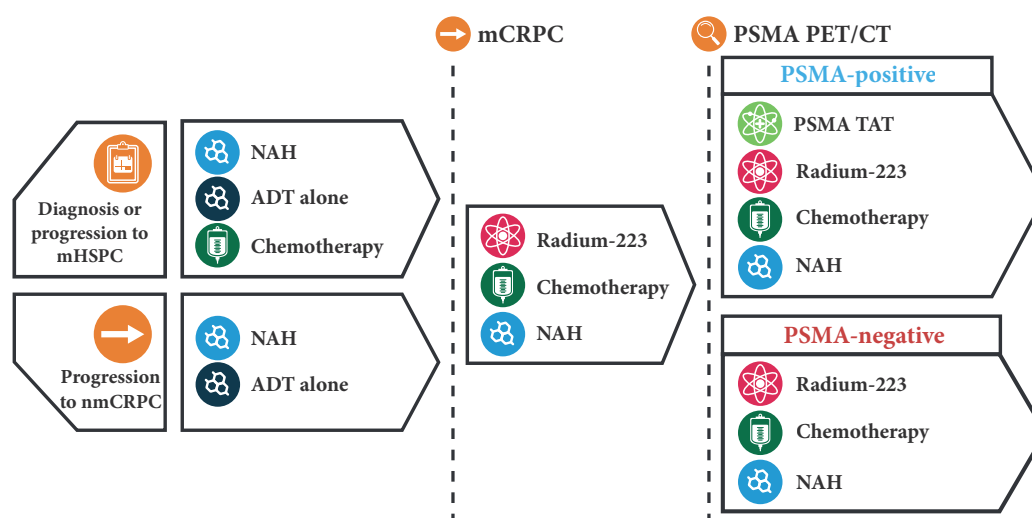 mCRPC
PSMA PET/CT
Diagnosis or
progression to
mHSPC
NAH
ADT alone
Chemotherapy
Progression
to nmCRPC
NAH
ADT alone
Radium-223
Chemotherapy
NAH
PSMA-positive
PSMA TAT
Radium-223
Chemotherapy
NAH
PSMA-negative
Radium-223
Chemotherapy
NAH